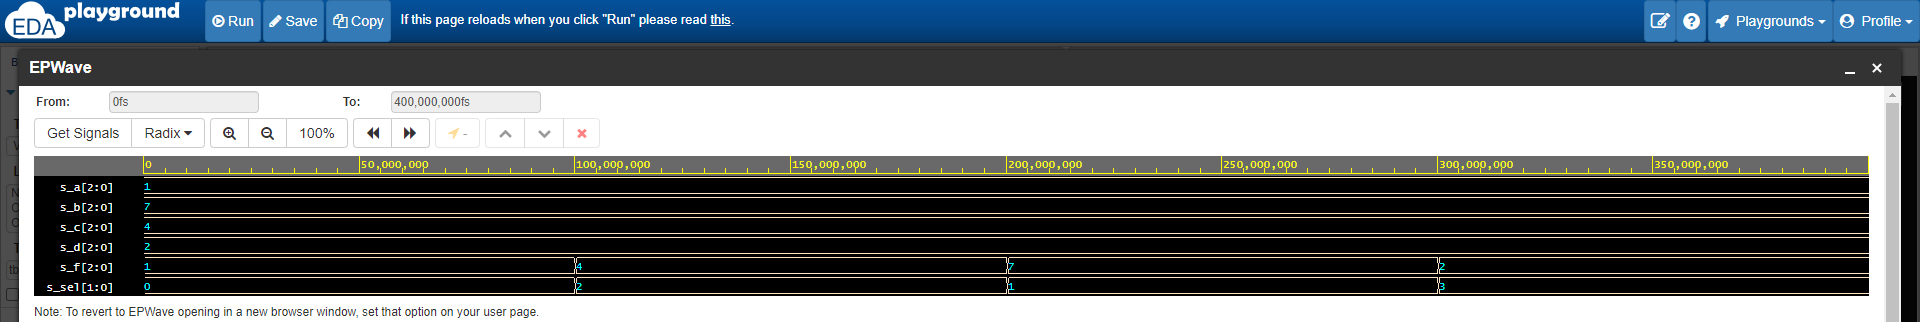 EDA playground
Run Save Copy If this page reloads when you click "Run" please read this. Playgrounds Profile
EPWave
From: 0fs To: 400,000,000fs
Get Signals Radix 100% -
0 50,000,000 100,000,000 150,000,000 200,000,000 250,000,000 300,000,000 350,000,000
s_a[2:0] 1
s_b[2:0] 7
s_c[2:0] 4
s_d[2:0] 2
s_f[2:0] 1 4 7 2
s_sel[1:0] 0 2 1 3
Note: To revert to EPWave opening in a new browser window, set that option on your user page.